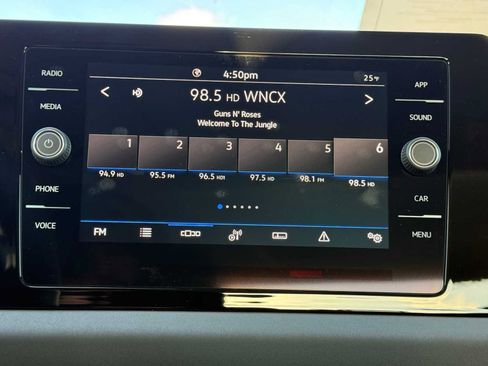 RADIO
MEDIA
PHONE
VOICE
4:50pm
25°F
98.5 HD WNCX
Guns N' Roses
Welcome To The Jungle
1 2 3 4 5 6
94.9 HD 95.5 FM 96.5 HD1 97.5 HD 98.1 FM 98.5 HD
FM
APP
SOUND
CAR
MENU